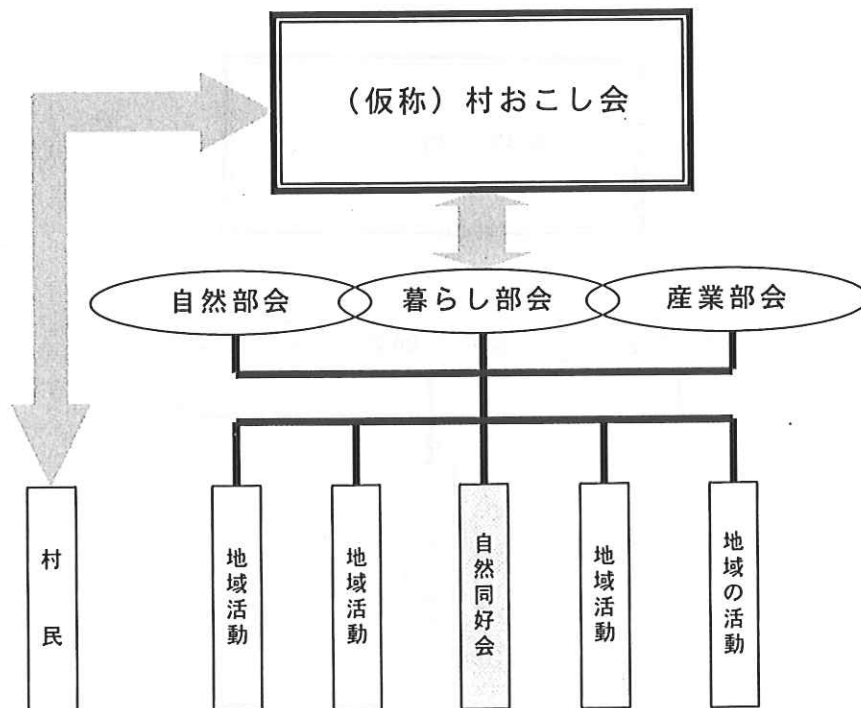 （仮称）村おこし会
自然部会
暮らし部会
産業部会
村民
地域活動
地域活動
自然同好会
地域活動
地域の活動